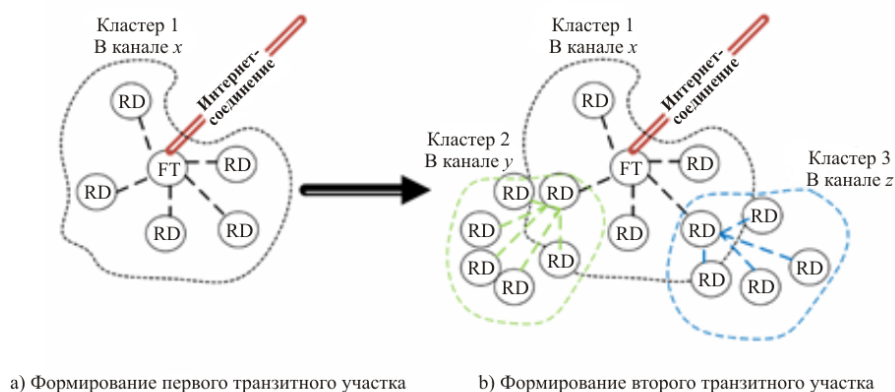 Кластер 1
В канале x
Интернет-
соединение
RD
RD
FT
RD
RD
RD
a) Формирование первого транзитного участка
Кластер 1
В канале x
Интернет-
соединение
Кластер 2
В канале y
Кластер 3
В канале z
RD
FT
RD
RD
RD
RD
RD
RD
RD
RD
RD
RD
RD
RD
RD
b) Формирование второго транзитного участка